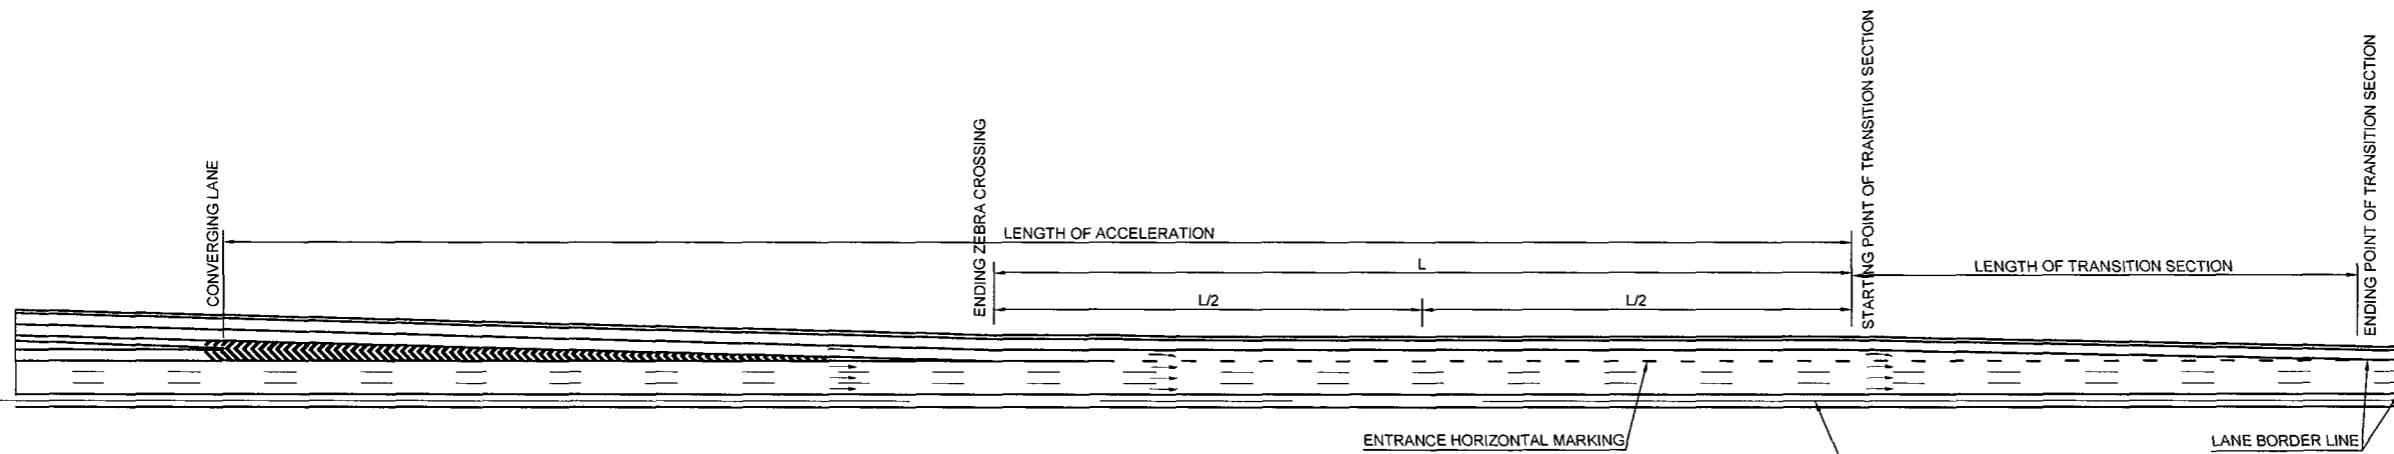 CONVERGING LANE
ENDING ZEBRA CROSSING
STARTING POINT OF TRANSITION SECTION
ENDING POINT OF TRANSITION SECTION
LENGTH OF ACCELERATION
L
LENGTH OF TRANSITION SECTION
L/2
L/2
ENTRANCE HORIZONTAL MARKING
LANE BORDER LINE